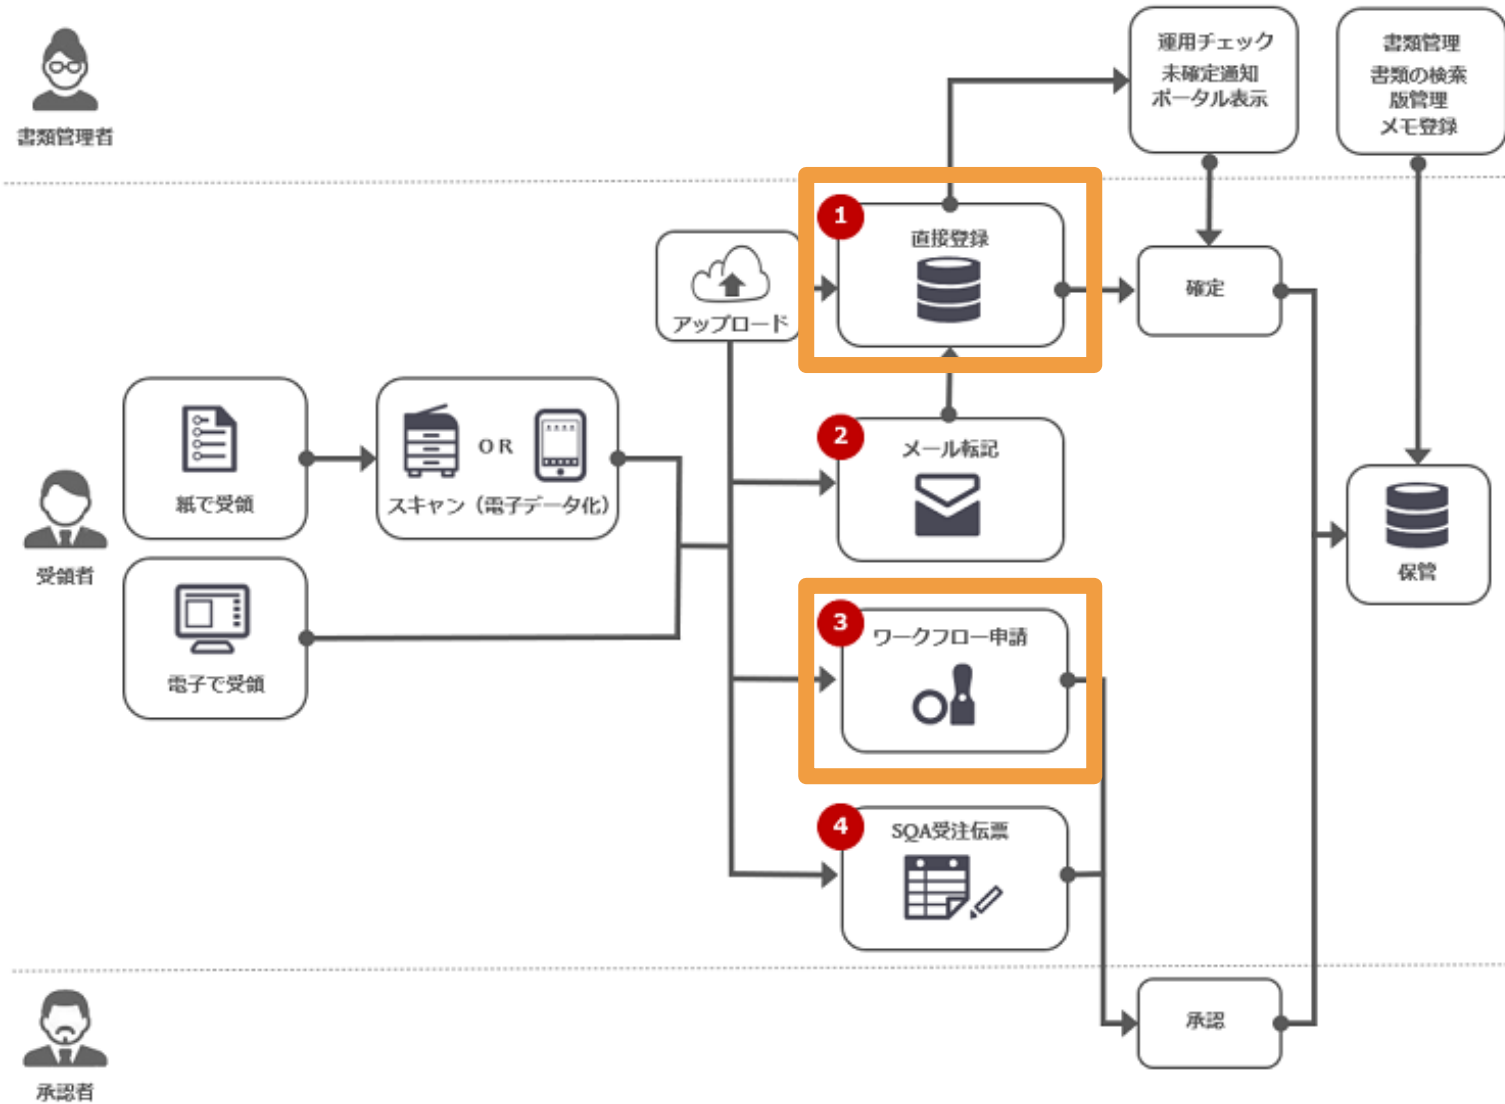 書類管理者
運用チェック
未確定通知
ポータル表示
書類管理
書類の検索
版管理
メモ登録
受領者
紙で受領
電子で受領
OR
スキャン（電子データ化）
アップロード
1
直接登録
2
メール転記
3
ワークフロー申請
4
SQA受注伝票
確定
保管
承認者
承認